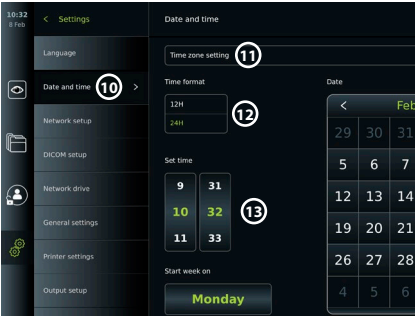 10:32
8 Feb
< Settings
Language
Date and time 10 >
Network setup
DICOM setup
Network drive
General settings
Printer settings
Output setup
Date and time
Time zone setting 11
Time format
12H
24H
12
Set time
9 31
10 32
11 33
13
Start week on
Monday
Date
< Feb
29 30 31
5 6 7
12 13 14
19 20 21
26 27 28
4 5 6